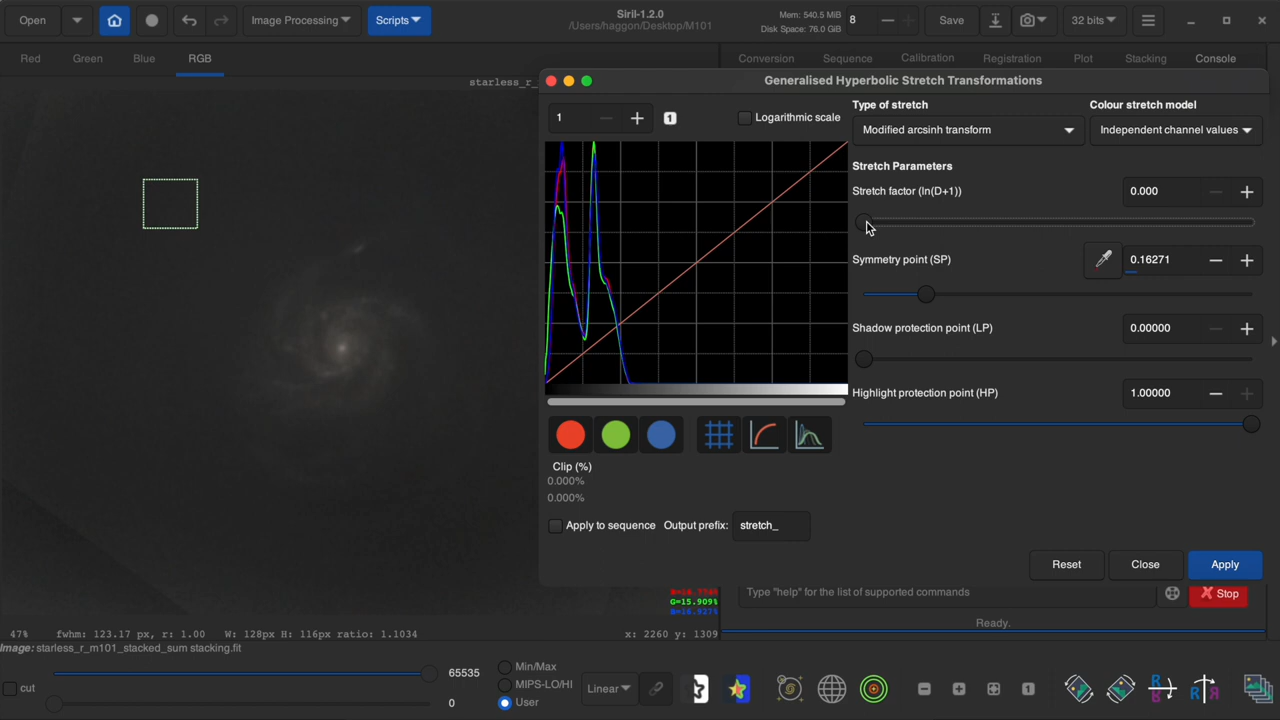 Open
Image Processing
Scripts
Siril-1.2.0
/Users/haggon/Desktop/M101
Mem: 540.5 MiB
Disk Space: 76.0 GiB
8
Save
32 bits
Red Green Blue RGB
Conversion Sequence Calibration Registration Plot Stacking Console
starless_r_
Generalised Hyperbolic Stretch Transformations
1
1
Logarithmic scale
Type of stretch
Colour stretch model
Modified arcsinh transform
Independent channel values
Stretch Parameters
Stretch factor (ln(D+1))
0.000
Symmetry point (SP)
0.16271
Shadow protection point (LP)
0.00000
Highlight protection point (HP)
1.00000
Clip (%)
0.000%
0.000%
Apply to sequence Output prefix: stretch_
Reset Close Apply
G=15.909%
Type "help" for the list of supported commands
Stop
Ready.
47% fwhm: 123.17 px, r: 1.00 W: 128px H: 116px ratio: 1.1034 x: 2260 y: 1309
Image: starless_r_m101_stacked_sum stacking.fit
65535
0
cut
Min/Max
MIPS-LO/HI
User
Linear
1
R
R
R R